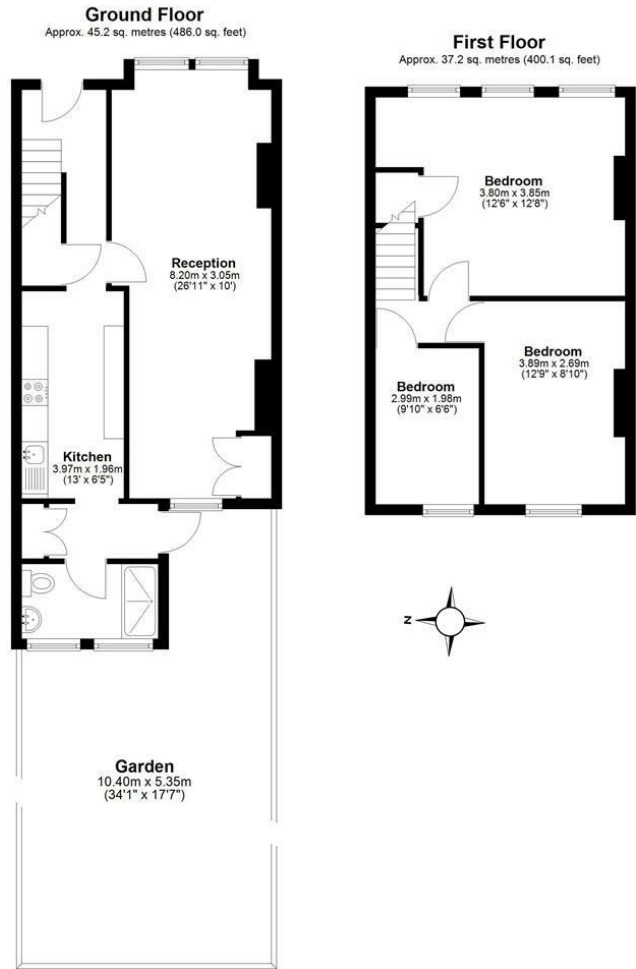 Ground Floor
Approx. 45.2 sq. metres (486.0 sq. feet)
Reception
8.20m x 3.05m
(26'11" x 10')
Kitchen
3.97m x 1.96m
(13' x 6'5")
Garden
10.40m x 5.35m
(34'1" x 17'7")
First Floor
Approx. 37.2 sq. metres (400.1 sq. feet)
Bedroom
3.80m x 3.85m
(12'6" x 12'8")
Bedroom
3.89m x 2.69m
(12'9" x 8'10")
Bedroom
2.99m x 1.98m
(9'10" x 6'6")
N